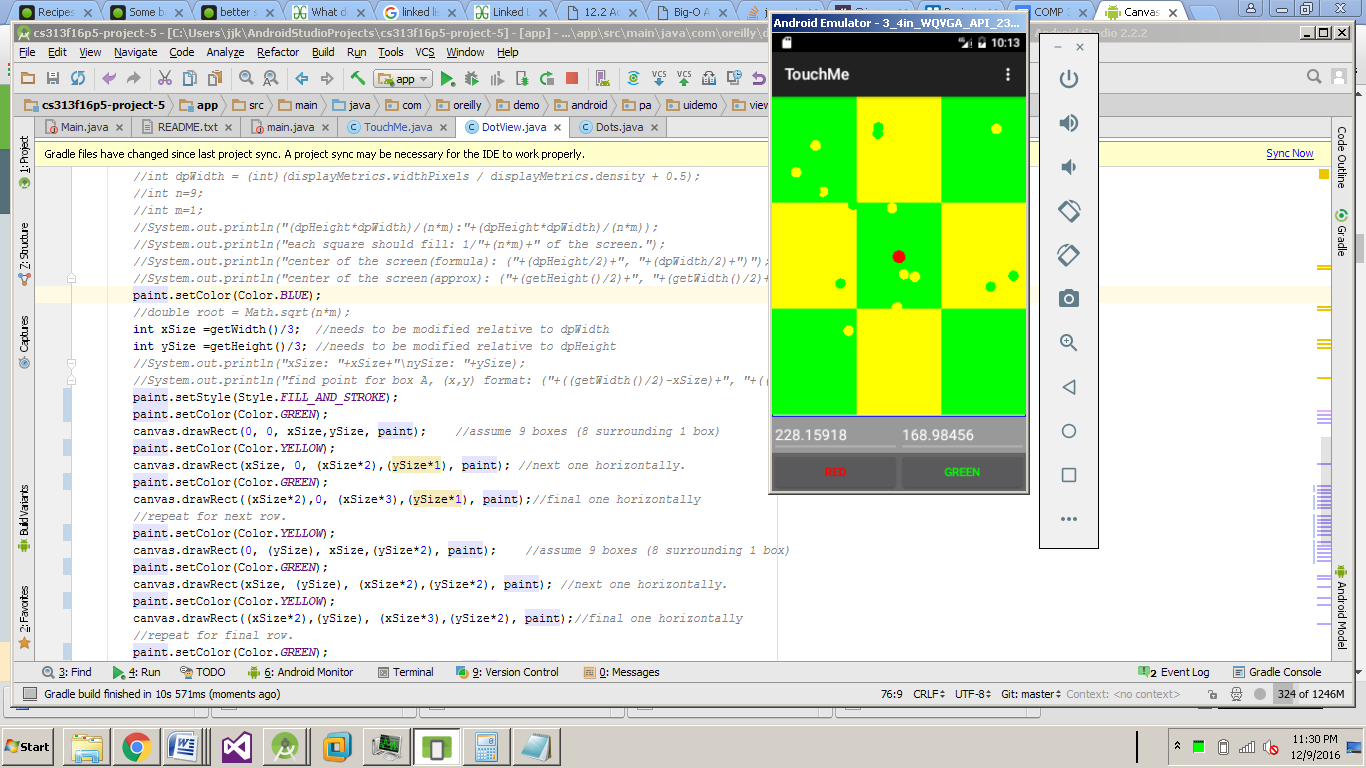 Recipes
Silico
better s
What do
linked li
Linked L
12.2 A
Big-O A
COMP
Canvas
cs313f16p5-project-5 - [C:\Users\jjk\AndroidStudioProjects\cs313f16p5-project-5] - [app] - ...\app\src\main\java\com\oreilly\d
Android Studio 2.2.2
File Edit View Navigate Code Analyze Refactor Build Run Tools VCS Window Help
app
VCS VCS
cs313f16p5-project-5 app src main java com oreilly demo android pa uidemo view
Main.java README.txt main.java TouchMe.java DotView.java Dots.java
Gradle files have changed since last project sync. A project sync may be necessary for the IDE to work properly.
Sync Now
//int dpWidth = (int)(displayMetrics.widthPixels / displayMetrics.density + 0.5);
//int n=9;
//int m=1;
//System.out.println("(dpHeight*dpWidth)/(n*m):"+(dpHeight*dpWidth)/(n*m));
//System.out.println("each square should fill: 1/"+(n*m)+" of the screen.");
//System.out.println("center of the screen(formula): ("+(dpHeight/2)+", "+(dpWidth/2)+")");
//System.out.println("center of the screen(approx): ("+(getHeight()/2)+", "+(getWidth()/2)+
paint.setColor(Color.BLUE);
//double root = Math.sqrt(n*m);
int xSize =getWidth()/3; //needs to be modified relative to dpWidth
int ySize =getHeight()/3; //needs to be modified relative to dpHeight
//System.out.println("xSize: "+xSize+"\nySize: "+ySize);
//System.out.println("find point for box A, (x,y) format: ("+((getWidth()/2)-xSize)+", "+((
paint.setStyle(Style.FILL_AND_STROKE);
paint.setColor(Color.GREEN);
canvas.drawRect(0, 0, xSize,ySize, paint); //assume 9 boxes (8 surrounding 1 box)
paint.setColor(Color.YELLOW);
canvas.drawRect(xSize, 0, (xSize*2),(ySize*1), paint); //next one horizontally.
paint.setColor(Color.GREEN);
canvas.drawRect((xSize*2),0, (xSize*3),(ySize*1), paint);//final one horizontally
//repeat for next row.
paint.setColor(Color.YELLOW);
canvas.drawRect(0, (ySize), xSize,(ySize*2), paint); //assume 9 boxes (8 surrounding 1 box)
paint.setColor(Color.GREEN);
canvas.drawRect(xSize, (ySize), (xSize*2),(ySize*2), paint); //next one horizontally.
paint.setColor(Color.YELLOW);
canvas.drawRect((xSize*2),(ySize), (xSize*3),(ySize*2), paint);//final one horizontally
//repeat for final row.
paint.setColor(Color.GREEN);
1: Project
Z: Structure
Captures
Build Variants
2: Favorites
Code Outline
Gradle
Android Model
Android Emulator - 3_4in_WQVGA_API_23...
10:13
TouchMe
228.15918 168.98456
RED GREEN
3: Find 4: Run TODO 6: Android Monitor Terminal 9: Version Control 0: Messages 2 Event Log Gradle Console
Gradle build finished in 10s 571ms (moments ago) 76:9 CRLF UTF-8 Git: master Context: <no context> 324 of 1246M
Start
11:30 PM
12/9/2016